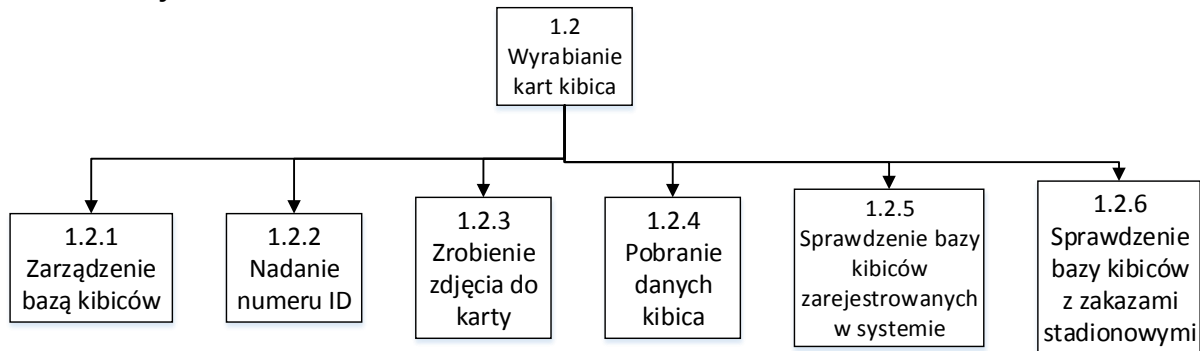 1.2
Wyrabianie
kart kibica
1.2.1
Zarządzenie
bazą kibiców
1.2.2
Nadanie
numeru ID
1.2.3
Zrobienie
zdjęcia do
karty
1.2.4
Pobranie
danych
kibica
1.2.5
Sprawdzenie bazy
kibiców
zarejestrowanych
w systemie
1.2.6
Sprawdzenie
bazy kibiców
z zakazami
stadionowymi